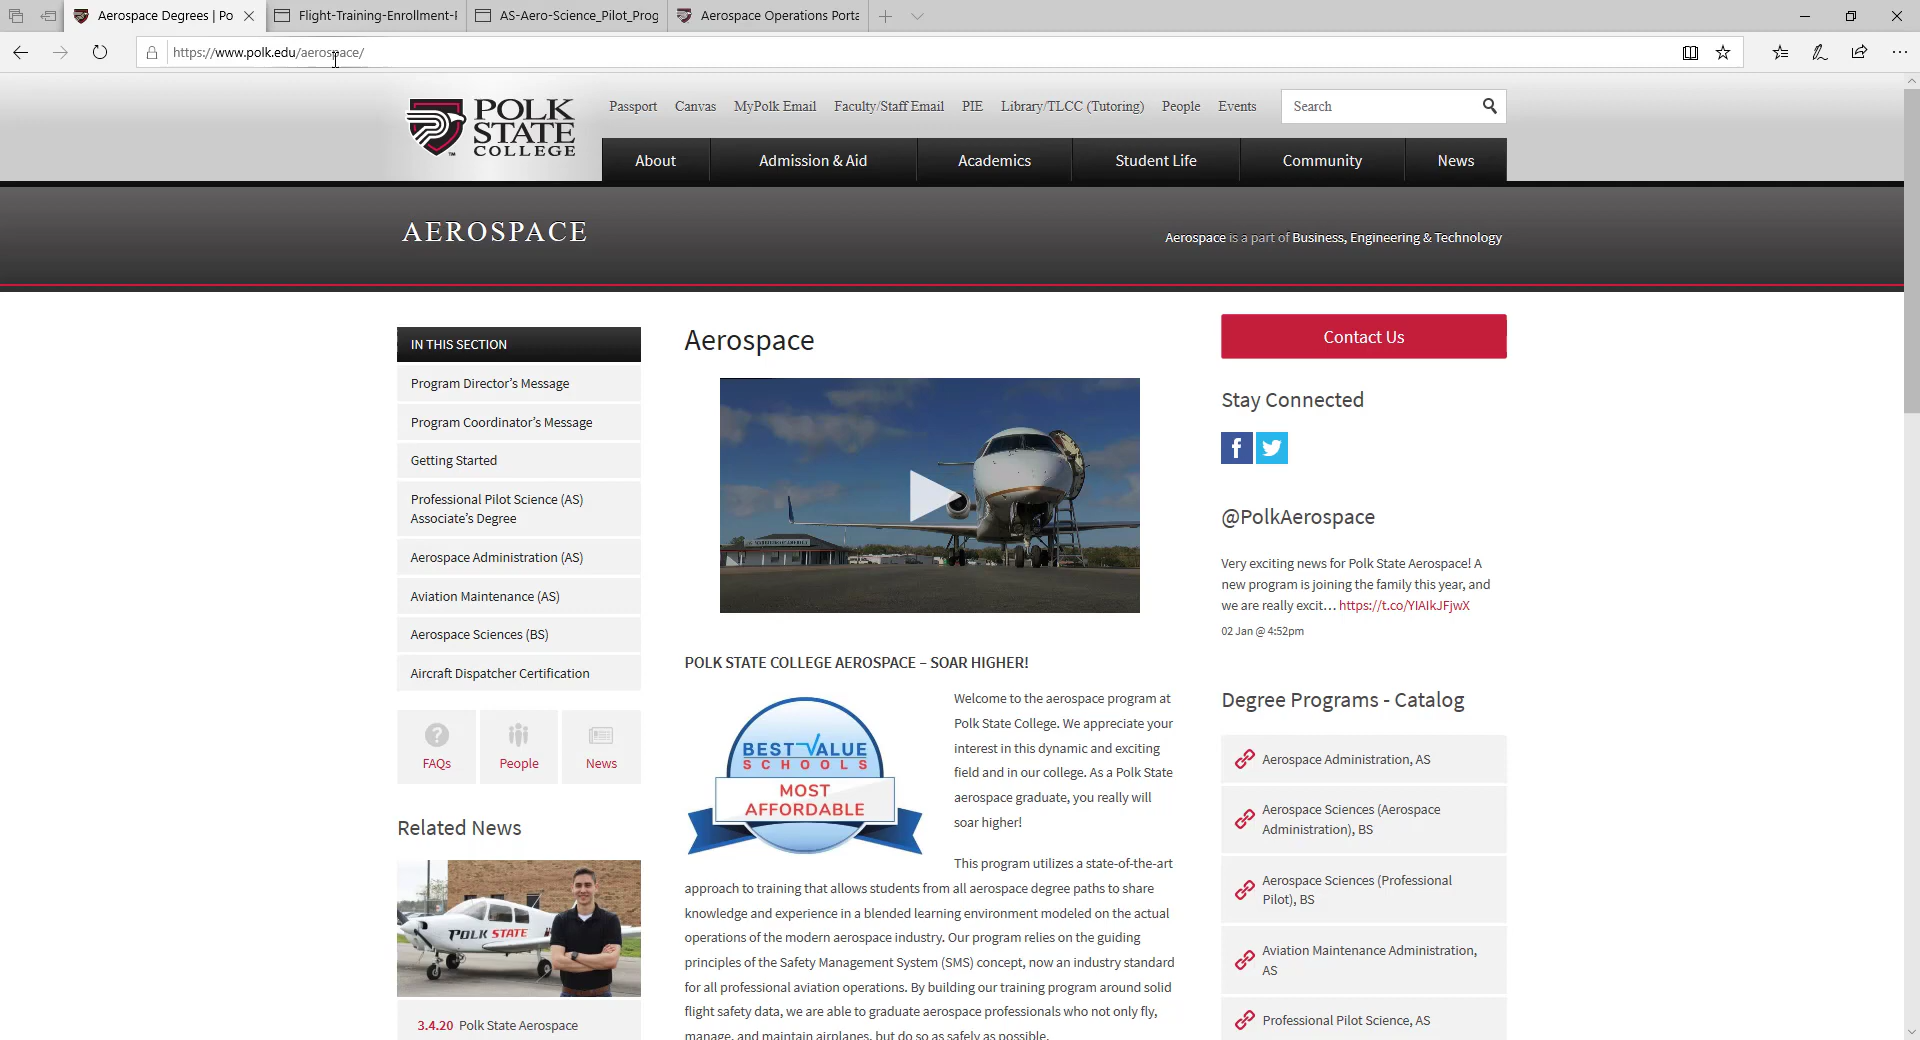 Aerospace Degrees | Po
Flight-Training-Enrollment-F
AS-Aero-Science_Pilot_Prog
Aerospace Operations Porta
https://www.polk.edu/aerospace/
POLK
STATE
COLLEGE
TM
Passport
Canvas
MyPolk Email
Faculty/Staff Email
PIE
Library/TLCC (Tutoring)
People
Events
Search
About
Admission & Aid
Academics
Student Life
Community
News
AEROSPACE
Aerospace is a part of Business, Engineering & Technology
IN THIS SECTION
Program Director’s Message
Program Coordinator’s Message
Getting Started
Professional Pilot Science (AS)
Associate’s Degree
Aerospace Administration (AS)
Aviation Maintenance (AS)
Aerospace Sciences (BS)
Aircraft Dispatcher Certification
?
FAQs
People
News
Related News
POLK STATE
3.4.20 Polk State Aerospace
Aerospace
POLK STATE COLLEGE AEROSPACE – SOAR HIGHER!
BEST VALUE
SCHOOLS
MOST
AFFORDABLE
Welcome to the aerospace program at
Polk State College. We appreciate your
interest in this dynamic and exciting
field and in our college. As a Polk State
aerospace graduate, you really will
soar higher!
This program utilizes a state-of-the-art
approach to training that allows students from all aerospace degree paths to share
knowledge and experience in a blended learning environment modeled on the actual
operations of the modern aerospace industry. Our program relies on the guiding
principles of the Safety Management System (SMS) concept, now an industry standard
for all professional aviation operations. By building our training program around solid
flight safety data, we are able to graduate aerospace professionals who not only fly,
manage, and maintain airplanes, but do so as safely as possible.
Contact Us
Stay Connected
f
@PolkAerospace
Very exciting news for Polk State Aerospace! A
new program is joining the family this year, and
we are really excit… https://t.co/YIAIkJFjwX
02 Jan @ 4:52pm
Degree Programs - Catalog
Aerospace Administration, AS
Aerospace Sciences (Aerospace
Administration), BS
Aerospace Sciences (Professional
Pilot), BS
Aviation Maintenance Administration,
AS
Professional Pilot Science, AS